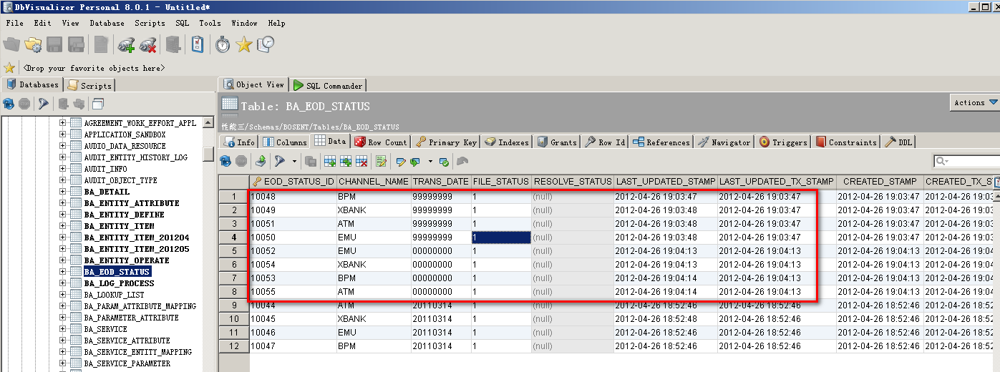 DbVisualizer Personal 8.0.1 - Untitled*
File Edit View Database Scripts SQL Tools Window Help
<Drop your favorite objects here>
Databases Scripts
Object View SQL Commander
Table: BA_EOD_STATUS
Actions
性能三/Schemas/BOSENT/Tables/BA_EOD_STATUS
Info Columns Data Row Count Primary Key Indexes Grants Row Id References Navigator Triggers Constraints DDL
AGREEMENT_WORK_EFFORT_APPL
APPLICATION_SANDBOX
AUDIO_DATA_RESOURCE
AUDIT_ENTITY_HISTORY_LOG
AUDIT_INFO
AUDIT_OBJECT_TYPE
BA_DETAIL
BA_ENTITY_ATTRIBUTE
BA_ENTITY_DEFINE
BA_ENTITY_ITEM
BA_ENTITY_ITEM_201204
BA_ENTITY_ITEM_201205
BA_ENTITY_OPERATE
BA_EOD_STATUS
BA_LOG_PROCESS
BA_LOOKUP_LIST
BA_PARAM_ATTRIBUTE_MAPPING
BA_PARAMETER_ATTRIBUTE
BA_SERVICE
BA_SERVICE_ATTRIBUTE
BA_SERVICE_ENTITY_MAPPING
BA_SERVICE_PARAMETER
EOD_STATUS_ID CHANNEL_NAME TRANS_DATE FILE_STATUS RESOLVE_STATUS LAST_UPDATED_STAMP LAST_UPDATED_TX_STAMP CREATED_STAMP CREATED_TX_S
1 10048 BPM 99999999 1 (null) 2012-04-26 19:03:47 2012-04-26 19:03:47 2012-04-26 19:03:47 2012-04-26 19:
2 10049 XBANK 99999999 1 (null) 2012-04-26 19:03:48 2012-04-26 19:03:47 2012-04-26 19:03:48 2012-04-26 19:
3 10051 ATM 99999999 1 (null) 2012-04-26 19:03:48 2012-04-26 19:03:47 2012-04-26 19:03:48 2012-04-26 19:
4 10050 EMU 99999999 1 (null) 2012-04-26 19:03:48 2012-04-26 19:03:47 2012-04-26 19:03:48 2012-04-26 19:
5 10052 EMU 00000000 1 (null) 2012-04-26 19:04:13 2012-04-26 19:04:13 2012-04-26 19:04:13 2012-04-26 19:
6 10054 XBANK 00000000 1 (null) 2012-04-26 19:04:14 2012-04-26 19:04:13 2012-04-26 19:04:14 2012-04-26 19:
7 10053 BPM 00000000 1 (null) 2012-04-26 19:04:14 2012-04-26 19:04:13 2012-04-26 19:04:14 2012-04-26 19:
8 10055 ATM 00000000 1 (null) 2012-04-26 19:04:14 2012-04-26 19:04:13 2012-04-26 19:04:14 2012-04-26 19:
9 10044 ATM 20110314 1 (null) 2012-04-26 18:52:46 2012-04-26 18:52:46 2012-04-26 18:52:46 2012-04-26 18:
10 10045 XBANK 20110314 1 (null) 2012-04-26 18:52:48 2012-04-26 18:52:46 2012-04-26 18:52:46 2012-04-26 18:
11 10046 EMU 20110314 1 (null) 2012-04-26 18:52:46 2012-04-26 18:52:46 2012-04-26 18:52:46 2012-04-26 18:
12 10047 BPM 20110314 1 (null) 2012-04-26 18:52:46 2012-04-26 18:52:46 2012-04-26 18:52:46 2012-04-26 18: